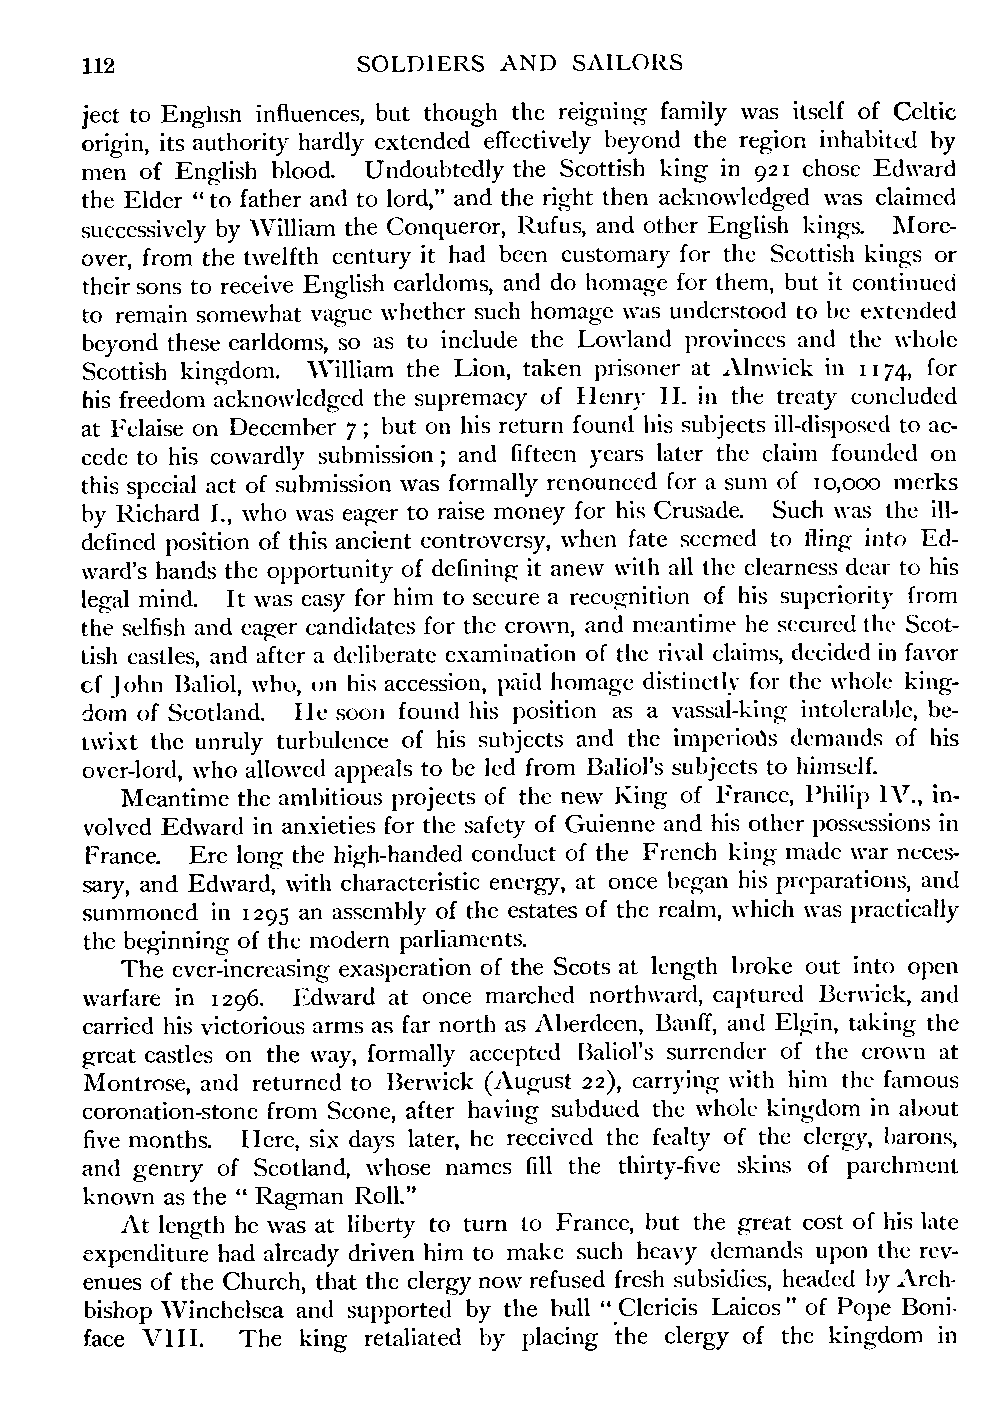 112 SOLDIERS AND SAILORS
ject to English influences, but though the reigning family was itself of Celtic
origin, its authority hardly extended effectively beyond the region inhabited by
men of English blood. Undoubtedly the Scottish king in 921 chose Edward
the Elder “to father and to lord,” and the right then acknowledged was claimed
successively by William the Conqueror, Rufus, and other English kings. More-
over, from the twelfth century it had been customary for the Scottish kings or
their sons to receive English earldoms, and do homage for them, but it continued
to remain somewhat vague whether such homage was understood to be extended
beyond these earldoms, so as to include the Lowland provinces and the whole
Scottish kingdom. William the Lion, taken prisoner at Alnwick in 1174, for
his freedom acknowledged the supremacy of Henry II. in the treaty concluded
at Felaise on December 7; but on his return found his subjects ill-disposed to ac-
cede to his cowardly submission; and fifteen years later the claim founded on
this special act of submission was formally renounced for a sum of 10,000 merks
by Richard I., who was eager to raise money for his Crusade. Such was the ill-
defined position of this ancient controversy, when fate seemed to fling into Ed-
ward's hands the opportunity of defining it anew with all the clearness dear to his
legal mind. It was easy for him to secure a recognition of his superiority from
the selfish and eager candidates for the crown, and meantime he secured the Scot-
tish castles, and after a deliberate examination of the rival claims, decided in favor
of John Baliol, who, on his accession, paid homage distinctly for the whole king-
dom of Scotland. He soon found his position as a vassal-king intolerable, be-
twixt the unruly turbulence of his subjects and the imperious demands of his
over-lord, who allowed appeals to be led from Baliol's subjects to himself.
Meantime the ambitious projects of the new King of France, Philip IV., in-
volved Edward in anxieties for the safety of Guienne and his other possessions in
France. Ere long the high-handed conduct of the French king made war neces-
sary, and Edward, with characteristic energy, at once began his preparations, and
summoned in 1295 an assembly of the estates of the realm, which was practically
the beginning of the modern parliaments.
The ever-increasing exasperation of the Scots at length broke out into open
warfare in 1296. Edward at once marched northward, captured Berwick, and
carried his victorious arms as far north as Aberdeen, Banff, and Elgin, taking the
great castles on the way, formally accepted Baliol's surrender of the crown at
Montrose, and returned to Berwick (August 22), carrying with him the famous
coronation-stone from Scone, after having subdued the whole kingdom in about
five months. Here, six days later, he received the fealty of the clergy, barons,
and gentry of Scotland, whose names fill the thirty-five skins of parchment
known as the “Ragman Roll.”
At length he was at liberty to turn to France, but the great cost of his late
expenditure had already driven him to make such heavy demands upon the rev-
enues of the Church, that the clergy now refused fresh subsidies, headed by Arch-
bishop Winchelsea and supported by the bull “Clericis Laicos” of Pope Boni-
face VIII. The king retaliated by placing the clergy of the kingdom in